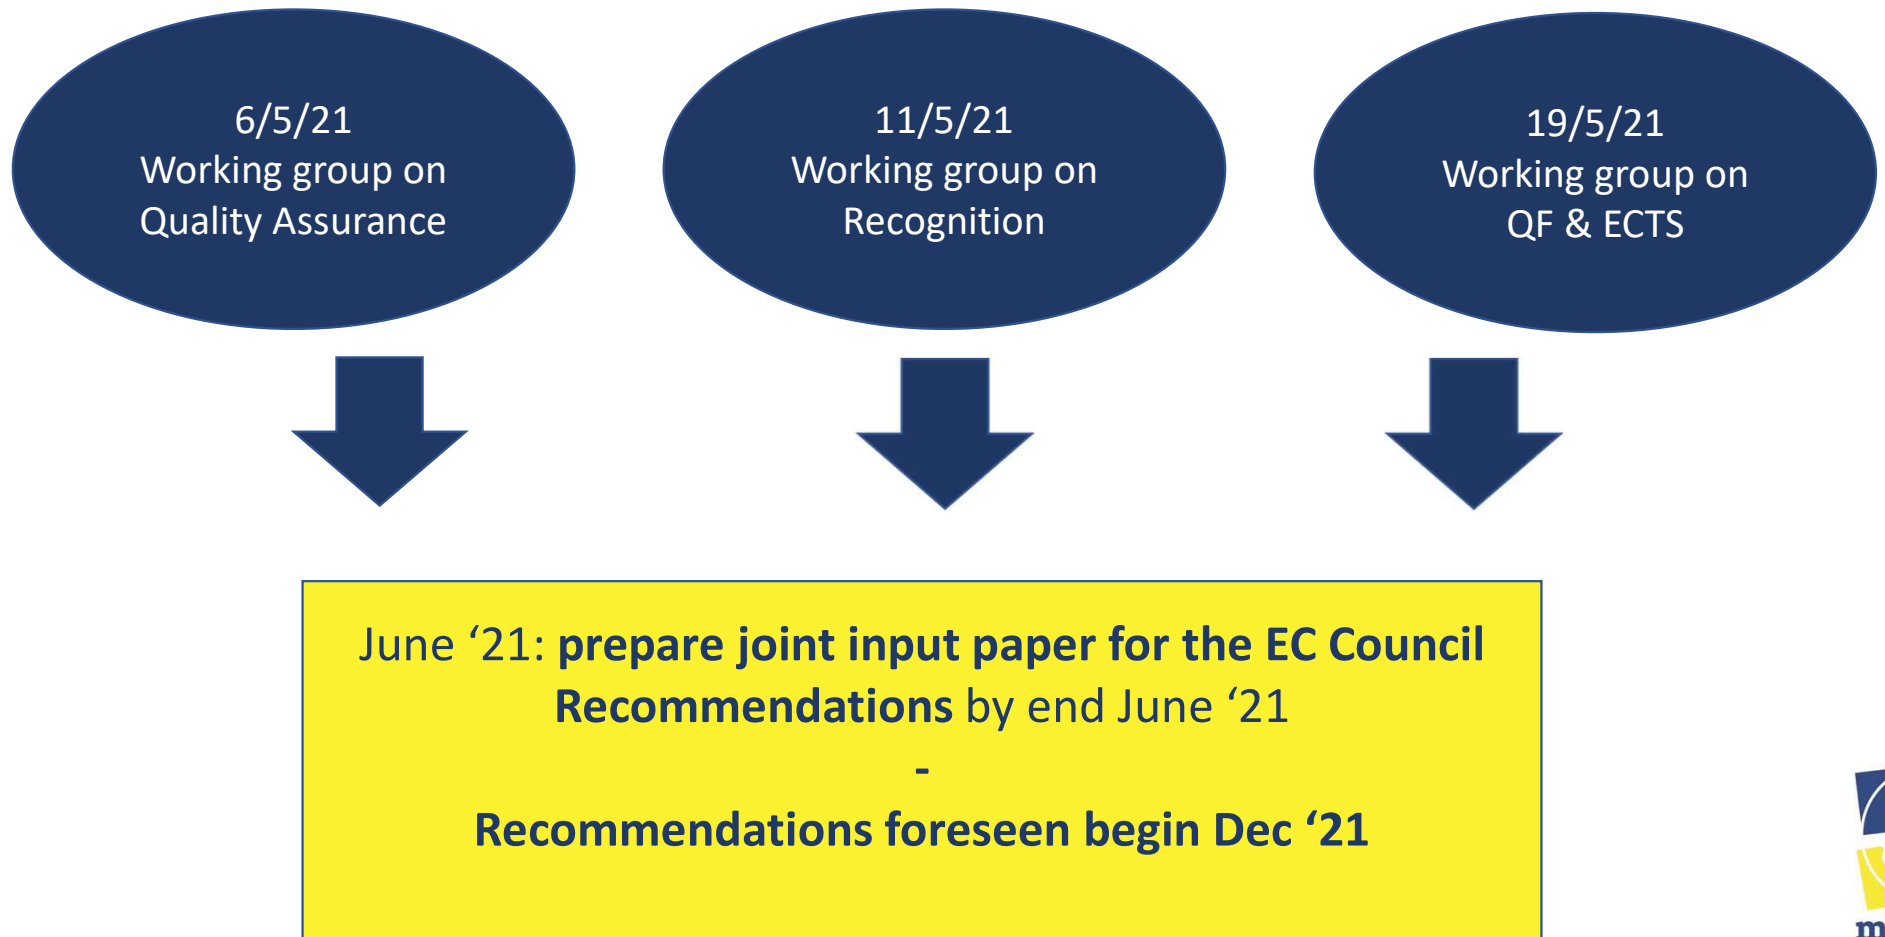 6/5/21
Working group on
Quality Assurance
11/5/21
Working group on
Recognition
19/5/21
Working group on
QF & ECTS
June ‘21: prepare joint input paper for the EC Council
Recommendations by end June ‘21
-
Recommendations foreseen begin Dec ‘21